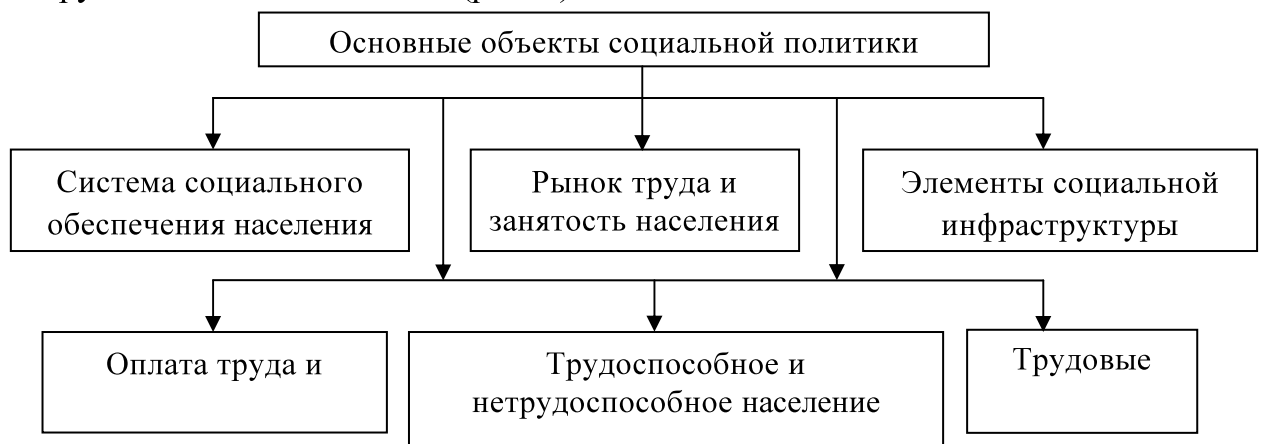 Основные объекты социальной политики
Система социального
обеспечения населения
Рынок труда и
занятость населения
Элементы социальной
инфраструктуры
Оплата труда и
Трудоспособное и
нетрудоспособное население
Трудовые